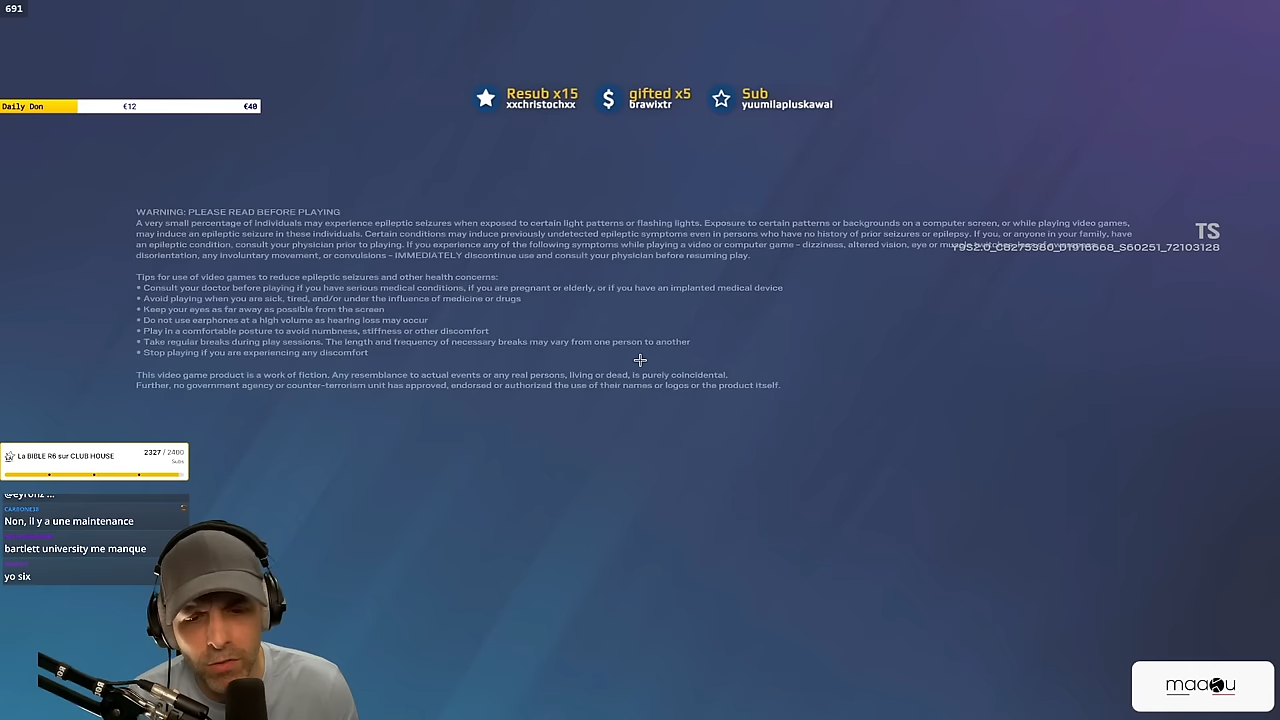 691
Daily Don €12 €40
Resub x15
xxchristochxx
gifted x5
brawlxtr
Sub
yuumilapluskawai
WARNING: PLEASE READ BEFORE PLAYING
A very small percentage of individuals may experience epileptic seizures when exposed to certain light patterns or flashing lights. Exposure to certain patterns or backgrounds on a computer screen, or while playing video games,
may induce an epileptic seizure in these individuals. Certain conditions may induce previously undetected epileptic symptoms even in persons who have no history of prior seizures or epilepsy. If you, or anyone in your family, have
an epileptic condition, consult your physician prior to playing. If you experience any of the following symptoms while playing a video or computer game - dizziness, altered vision, eye or
disorientation, any involuntary movement, or convulsions - IMMEDIATELY discontinue use and consult your physician before resuming play.
TS
Tips for use of video games to reduce epileptic seizures and other health concerns:
• Consult your doctor before playing if you have serious medical conditions, if you are pregnant or elderly, or if you have an implanted medical device
• Avoid playing when you are sick, tired, and/or under the influence of medicine or drugs
• Keep your eyes as far away as possible from the screen
• Do not use earphones at a high volume as hearing loss may occur
• Play in a comfortable posture to avoid numbness, stiffness or other discomfort
• Take regular breaks during play sessions. The length and frequency of necessary breaks may vary from one person to another
• Stop playing if you are experiencing any discomfort
This video game product is a work of fiction. Any resemblance to actual events or any real persons, living or dead, is purely coincidental.
Further, no government agency or counter-terrorism unit has approved, endorsed or authorized the use of their names or logos or the product itself.
La BIBLE R6 sur CLUB HOUSE 2327 / 2400
Subs
CARBONE38
Non, il y a une maintenance
bartlett university me manque
yo six
maaku